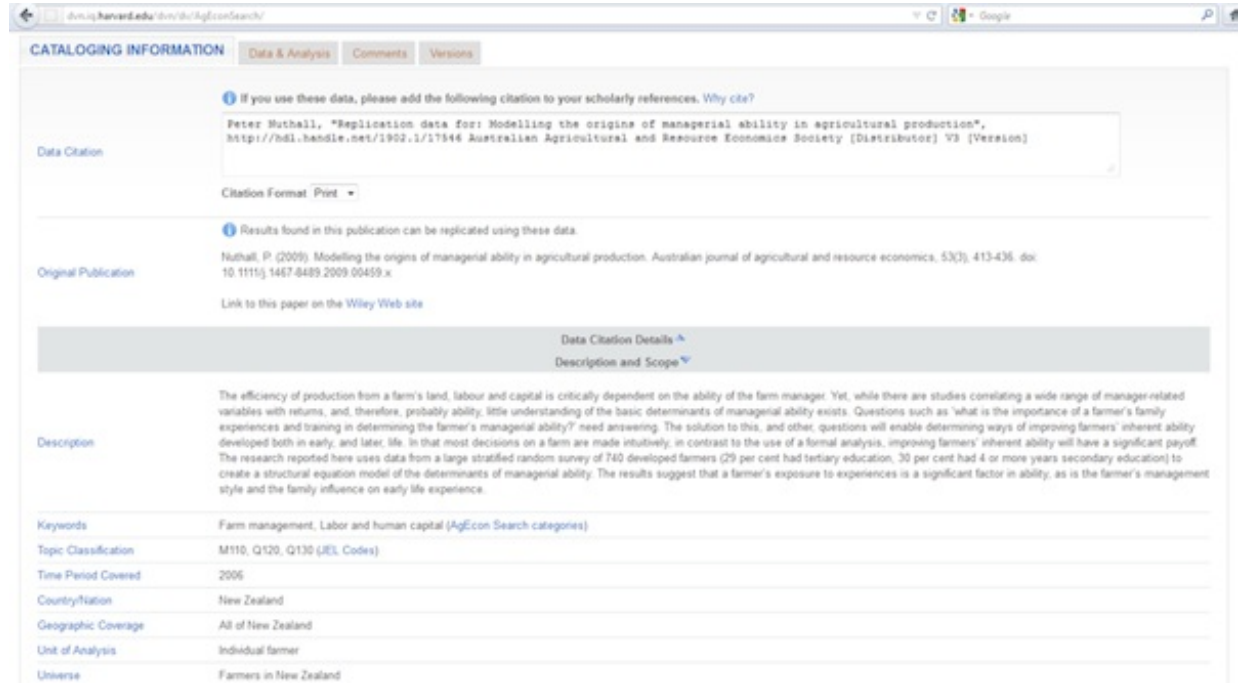 dvn.iq.harvard.edu/dvn/dv/AgEconSearch/
Google
CATALOGING INFORMATION
Data & Analysis
Comments
Versions
If you use these data, please add the following citation to your scholarly references. Why cite?
Data Citation
Peter Nuthall, "Replication data for: Modelling the origins of managerial ability in agricultural production",
http://hdl.handle.net/1902.1/17546 Australian Agricultural and Resource Economics Society [Distributor] V3 [Version]
Citation Format Print
Results found in this publication can be replicated using these data.
Original Publication
Nuthall, P. (2009). Modelling the origins of managerial ability in agricultural production. Australian journal of agricultural and resource economics, 53(3), 413-436. doi:
10.1111/j.1467-8489.2009.00459.x
Link to this paper on the Wiley Web site
Data Citation Details
Description and Scope
Description
The efficiency of production from a farm's land, labour and capital is critically dependent on the ability of the farm manager. Yet, while there are studies correlating a wide range of manager-related
variables with returns, and, therefore, probably ability, little understanding of the basic determinants of managerial ability exists. Questions such as 'what is the importance of a farmer's family
experiences and training in determining the farmer's managerial ability?' need answering. The solution to this, and other, questions will enable determining ways of improving farmers' inherent ability
developed both in early, and later, life. In that most decisions on a farm are made intuitively, in contrast to the use of a formal analysis, improving farmers' inherent ability will have a significant payoff.
The research reported here uses data from a large stratified random survey of 740 developed farmers (29 per cent had tertiary education, 30 per cent had 4 or more years secondary education) to
create a structural equation model of the determinants of managerial ability. The results suggest that a farmer's exposure to experiences is a significant factor in ability, as is the farmer's management
style and the family influence on early life experience.
Keywords
Farm management, Labor and human capital (AgEcon Search categories)
Topic Classification
M110, Q120, Q130 (JEL Codes)
Time Period Covered
2006
Country/Nation
New Zealand
Geographic Coverage
All of New Zealand
Unit of Analysis
Individual farmer
Universe
Farmers in New Zealand